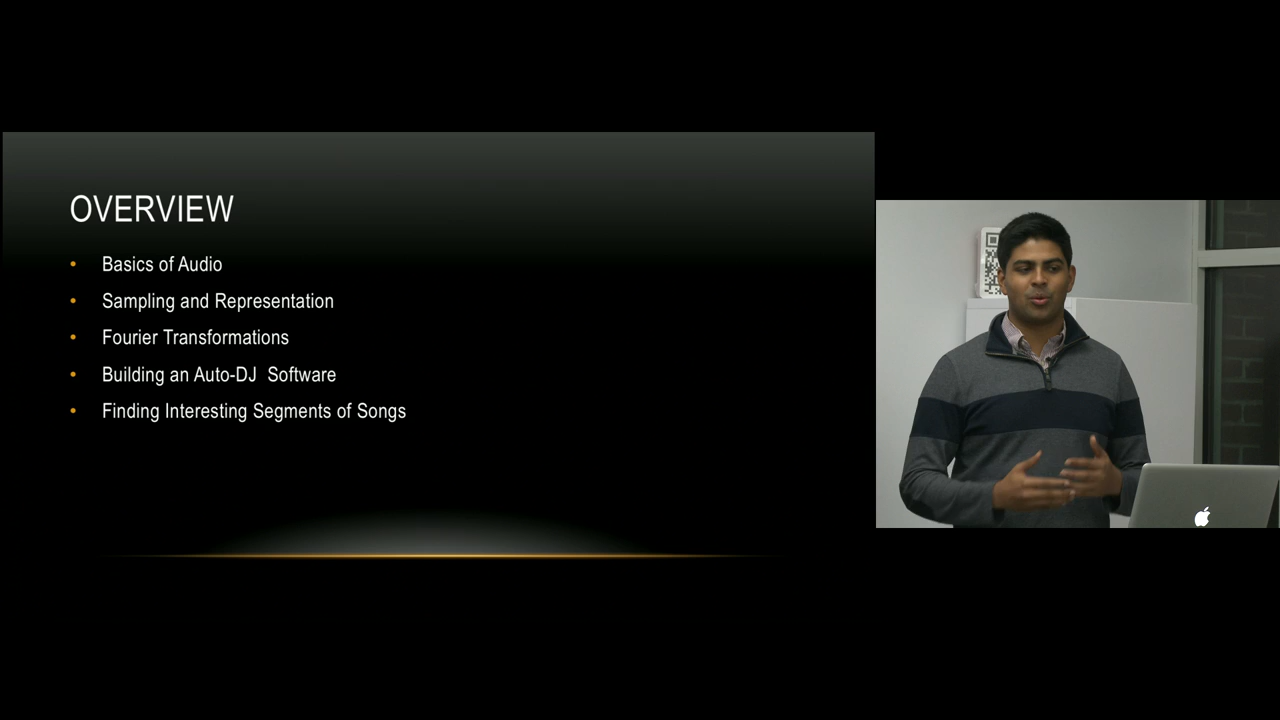 OVERVIEW
• Basics of Audio
• Sampling and Representation
• Fourier Transformations
• Building an Auto-DJ  Software
• Finding Interesting Segments of Songs